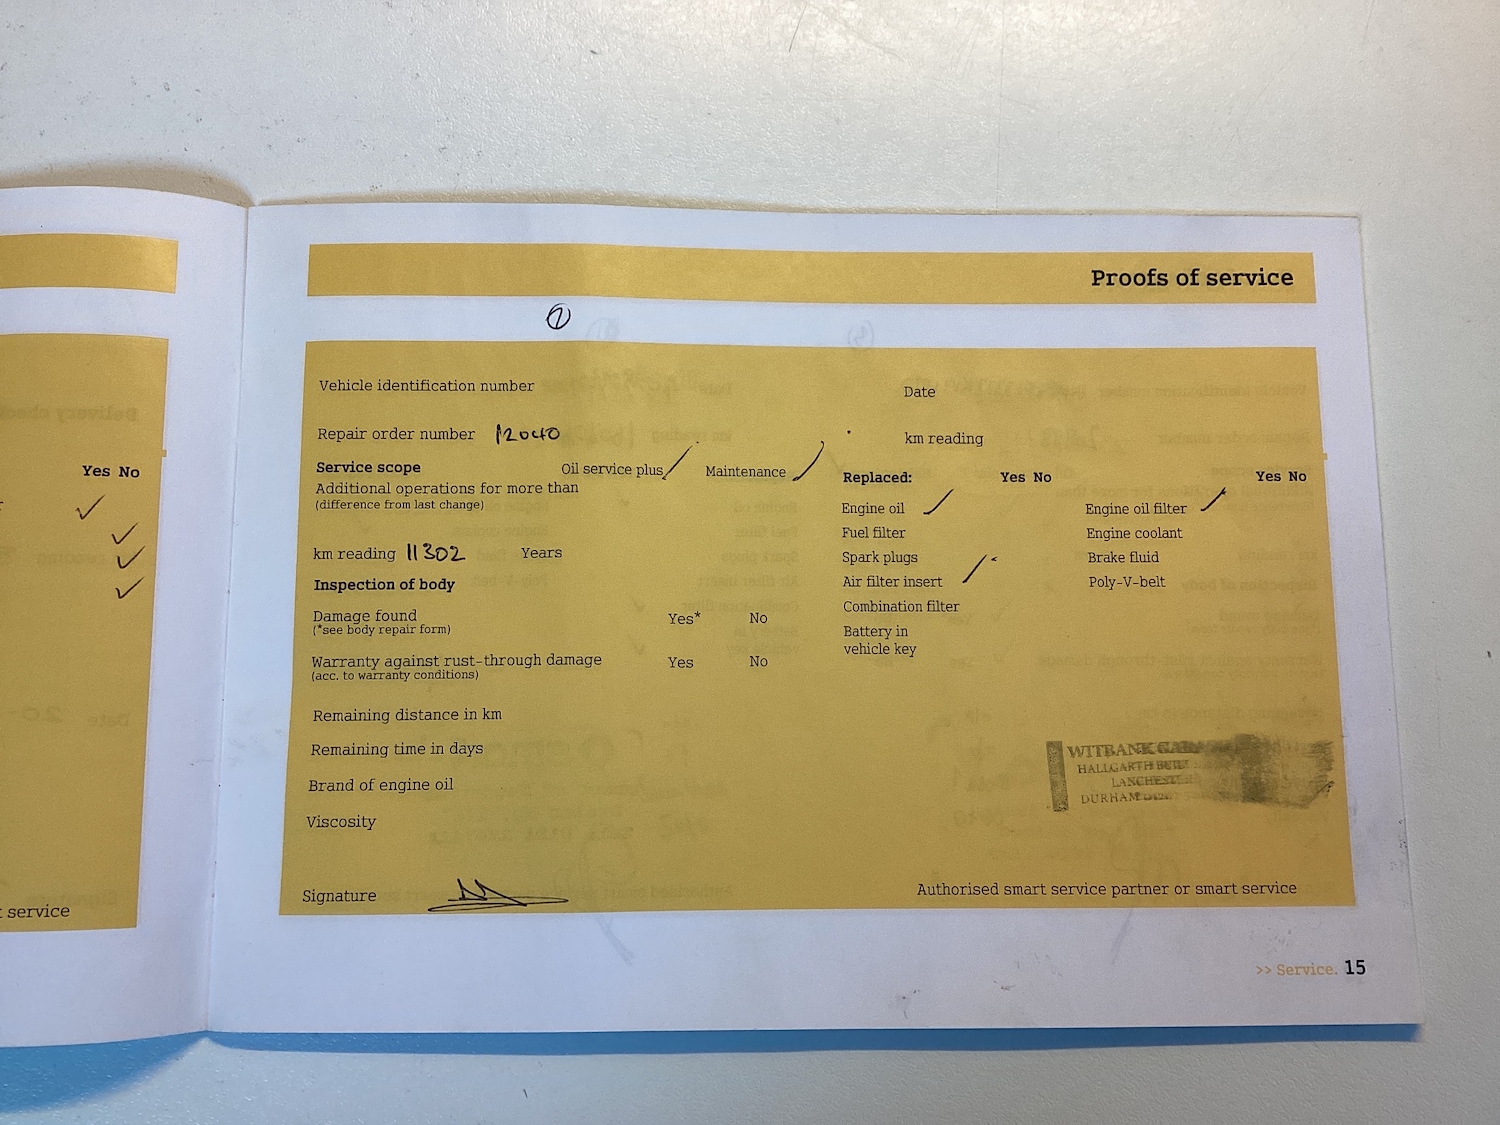 Proofs of service
1
Vehicle identification number Date
Repair order number 12040 km reading
Service scope Oil service plus Maintenance
Additional operations for more than
(difference from last change)
km reading 11302 Years
Inspection of body
Damage found Yes* No
(*see body repair form)
Warranty against rust-through damage Yes No
(acc. to warranty conditions)
Remaining distance in km
Remaining time in days
Brand of engine oil
Viscosity
Signature
Replaced: Yes No Yes No
Engine oil Engine oil filter
Fuel filter Engine coolant
Spark plugs Brake fluid
Air filter insert Poly-V-belt
Combination filter
Battery in
vehicle key
WITBANK
HALLGARTH
LANCHESTER
DURHAM
Authorised smart service partner or smart service
>> Service. 15
Yes No
service